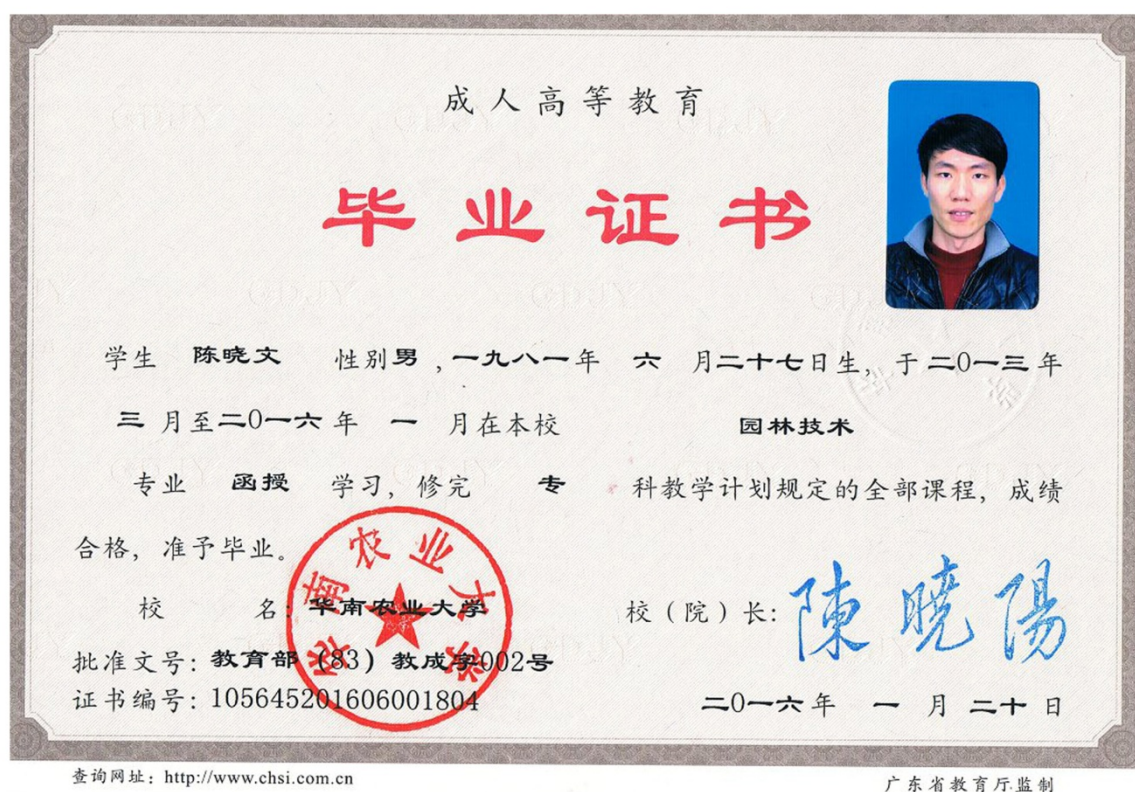 成人高等教育
毕业证书
学生 陈晓文 性别男,一九八一年 六 月二十七日生,于二0一三年
三 月至二0一六年 一 月在本校 园林技术
专业 函授 学习,修完 专 科教学计划规定的全部课程,成绩
合格,准予毕业。
华南农业大学
校 名:华南农业大学 校(院)长:陳曉陽
批准文号:教育部(83)教成字002号
证书编号:105645201606001804 二0一六年 一 月二十日
查询网址:http://www.chsi.com.cn 广东省教育厅监制